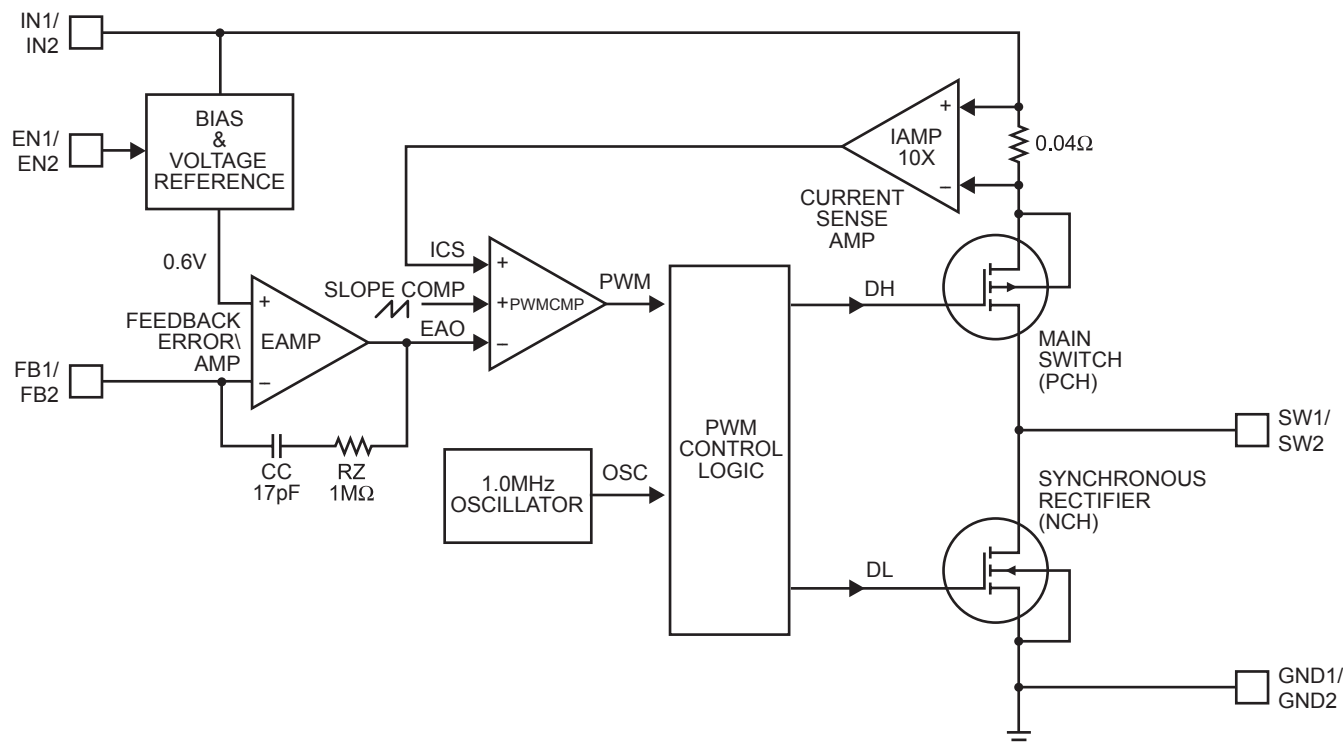 IN1/
IN2
BIAS
&
VOLTAGE
REFERENCE
EN1/
EN2
0.6V
FEEDBACK
ERROR\
AMP
+
EAMP
–
FB1/
FB2
CC
17pF
RZ
1MΩ
ICS
SLOPE COMP
EAO
+
+
PWMCMP
–
PWM
1.0MHz
OSCILLATOR
OSC
PWM
CONTROL
LOGIC
+
IAMP
10X
–
CURRENT
SENSE
AMP
0.04Ω
DH
MAIN
SWITCH
(PCH)
SW1/
SW2
SYNCHRONOUS
RECTIFIER
(NCH)
DL
GND1/
GND2